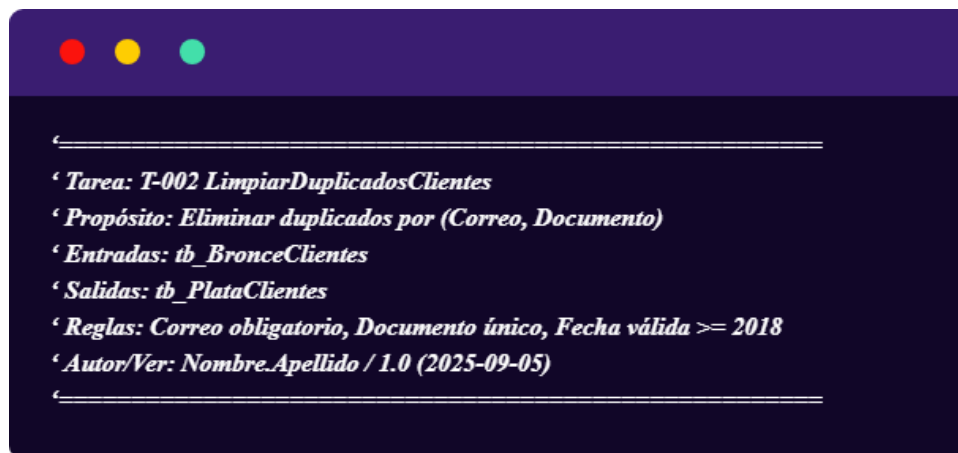 ‘=====================================================
‘ Tarea: T-002 LimpiarDuplicadosClientes
‘ Propósito: Eliminar duplicados por (Correo, Documento)
‘ Entradas: tb_BronceClientes
‘ Salidas: tb_PlataClientes
‘ Reglas: Correo obligatorio, Documento único, Fecha válida >= 2018
‘ Autor/Ver: Nombre.Apellido / 1.0 (2025-09-05)
‘=====================================================